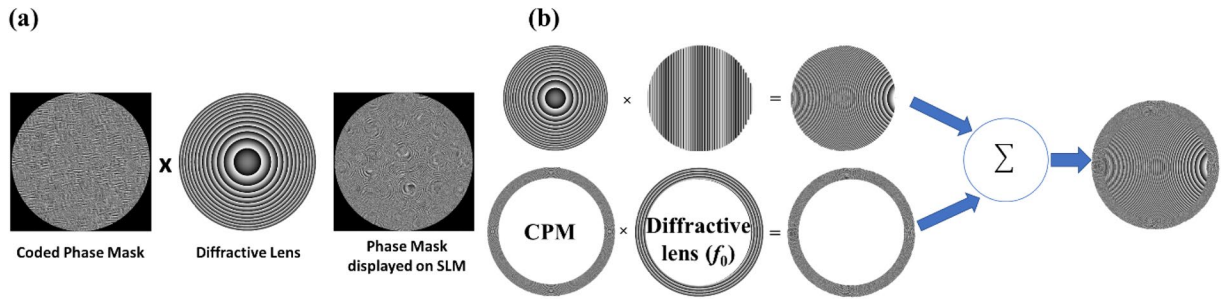 (a)
(b)
x
Coded Phase Mask
Diffractive Lens
Phase Mask
displayed on SLM
× =
∑
CPM × Diffractive
lens (f₀) =